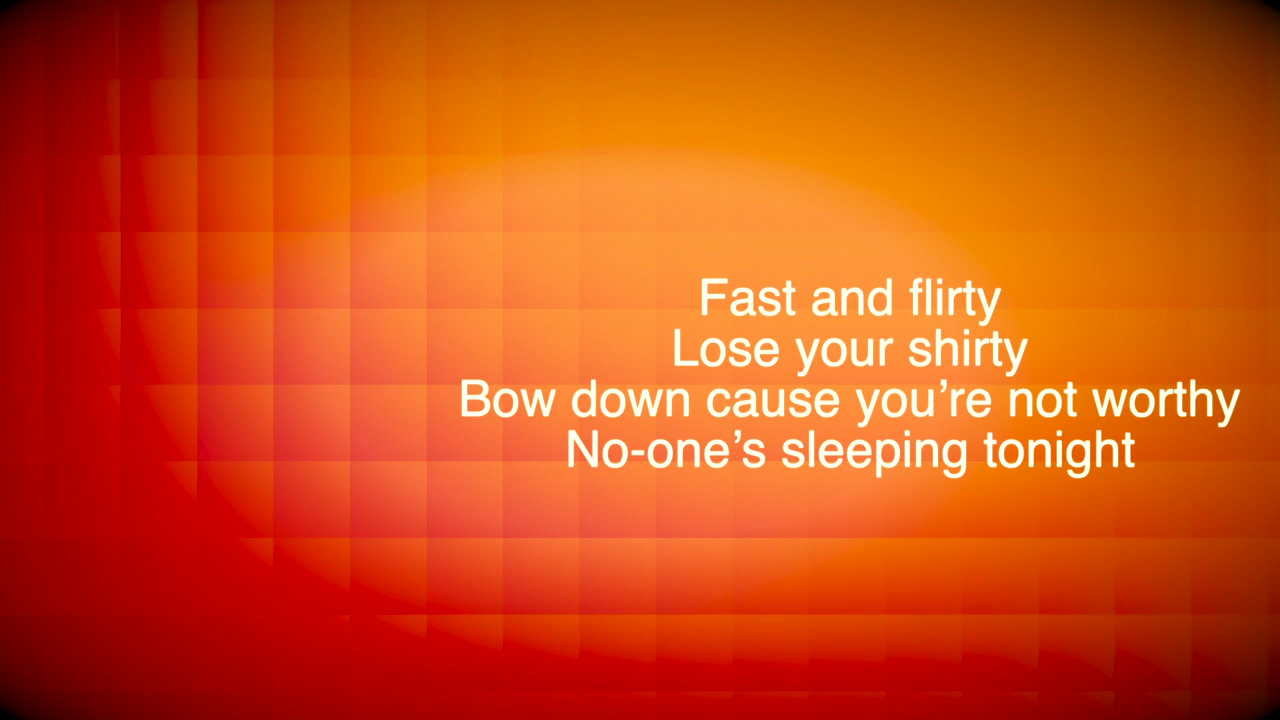 Fast and flirty
Lose your shirty
Bow down cause you’re not worthy
No-one’s sleeping tonight